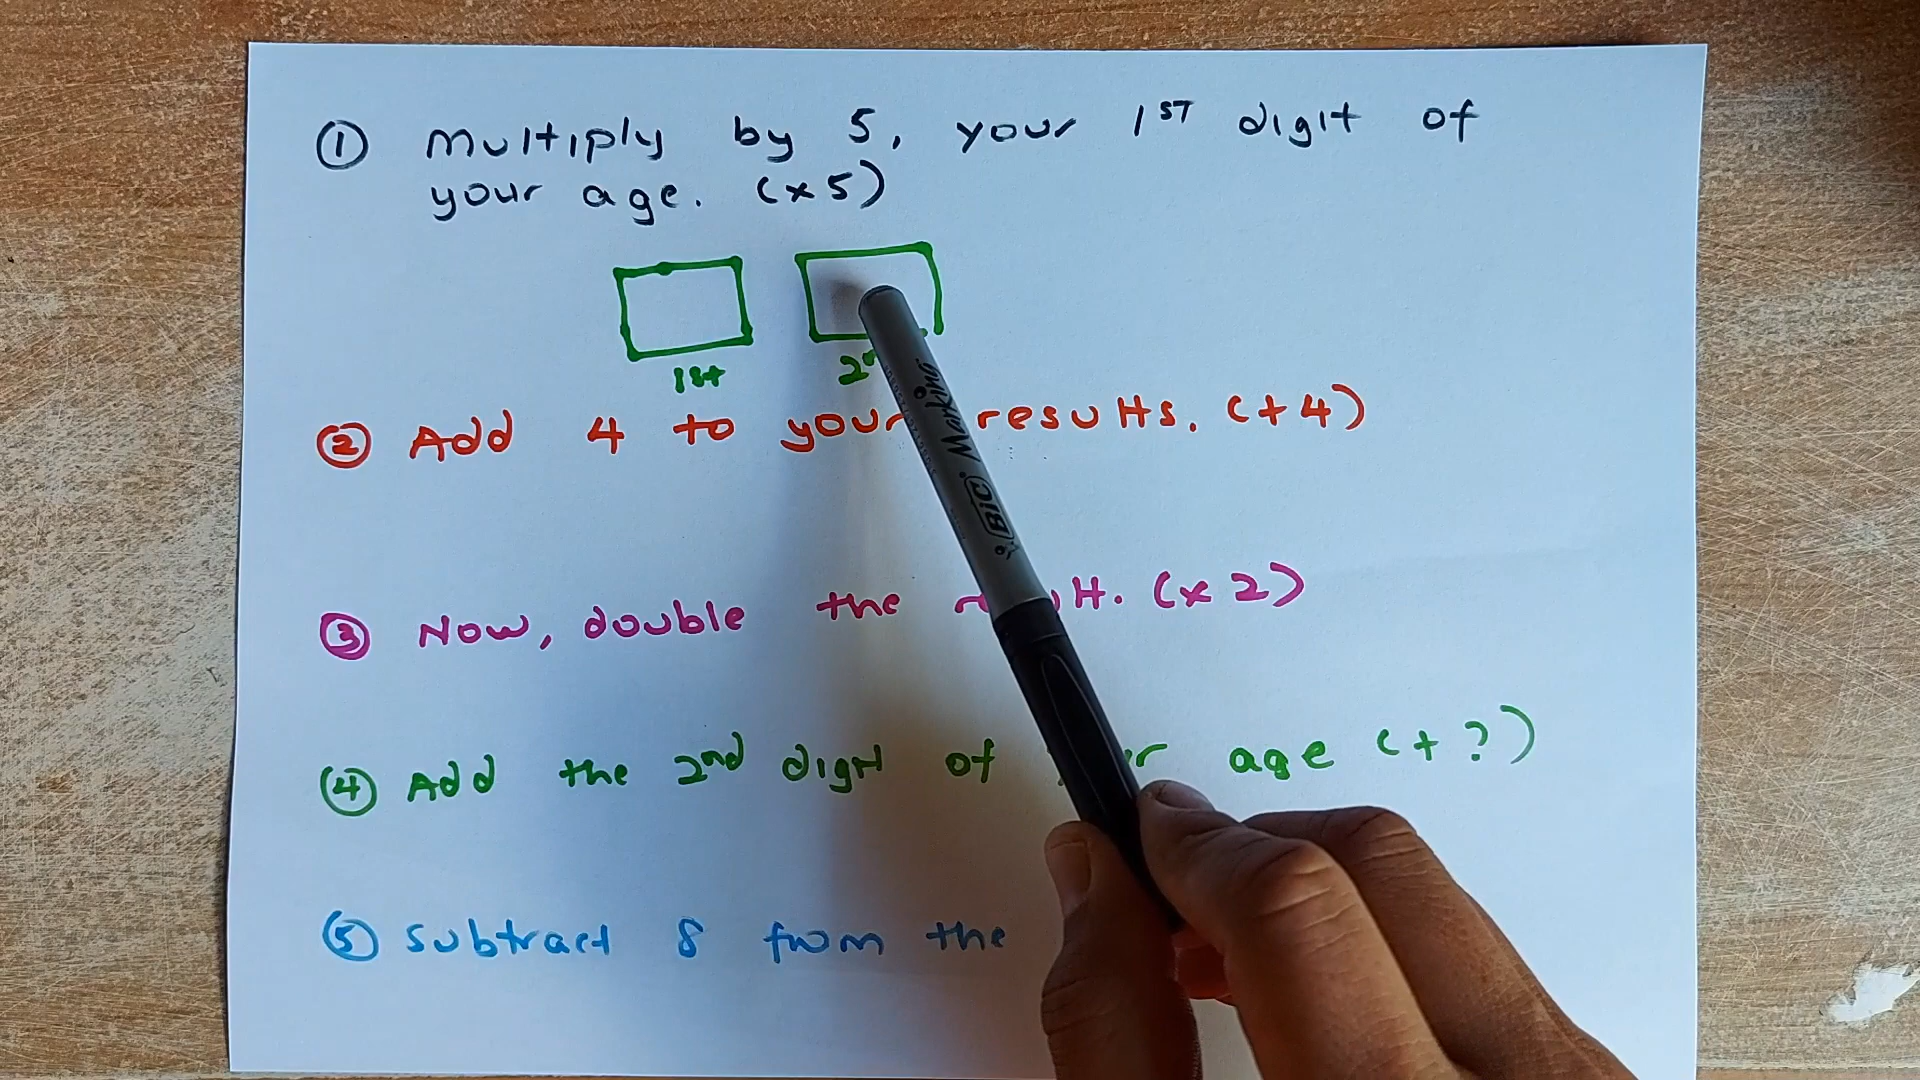 ① Multiply by 5, your 1ST digit of
your age. (x5)
1st
② Add 4 to your results. (+4)
③ Now, double the (x2)
④ Add the 2nd digit of age (+?)
⑤ Subtract 8 from the
BIC Marking